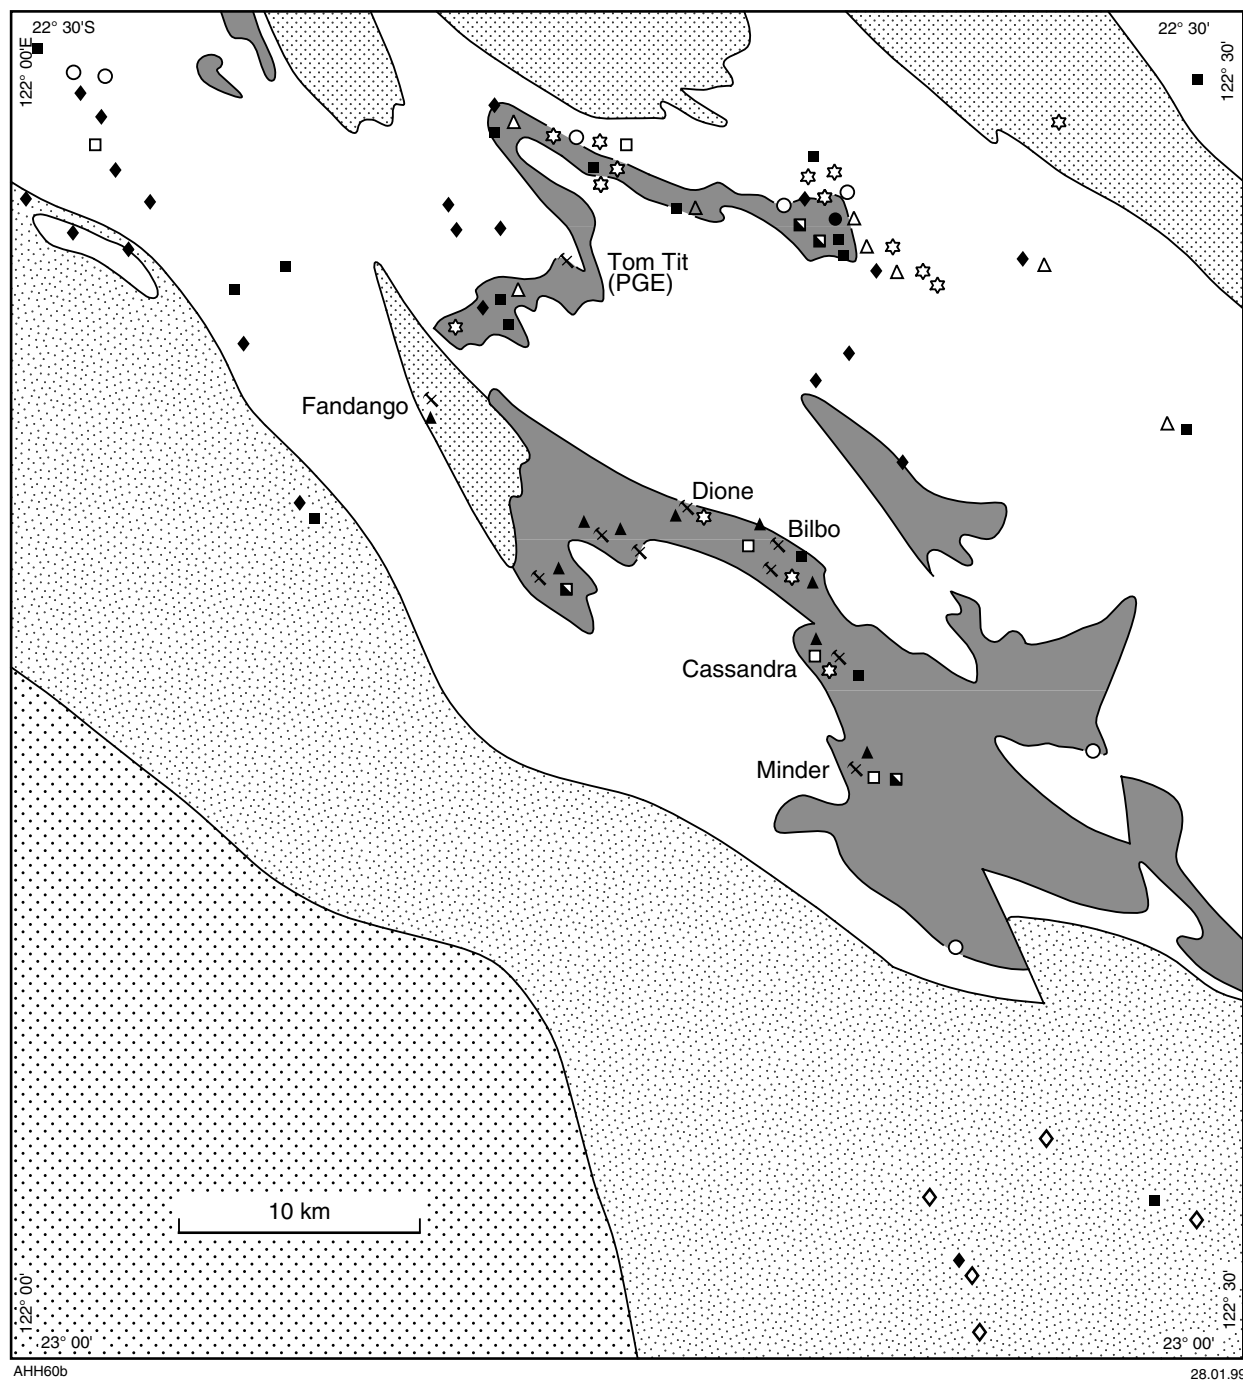 22° 30'S
22° 30'
122° 00'E
122° 30'
Tom Tit
(PGE)
Fandango
Dione
Bilbo
Cassandra
Minder
10 km
122° 00'
122° 30'
23° 00'
23° 00'
AHH60b
28.01.99